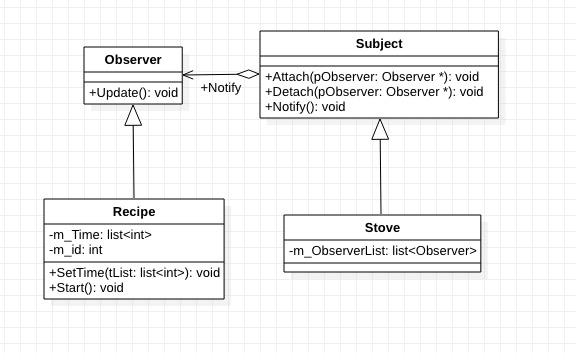 Observer
+Update(): void
+Notify
Subject
+Attach(pObserver: Observer *): void
+Detach(pObserver: Observer *): void
+Notify(): void
Recipe
-m_Time: list<int>
-m_id: int
+SetTime(tList: list<int>): void
+Start(): void
Stove
-m_ObserverList: list<Observer>